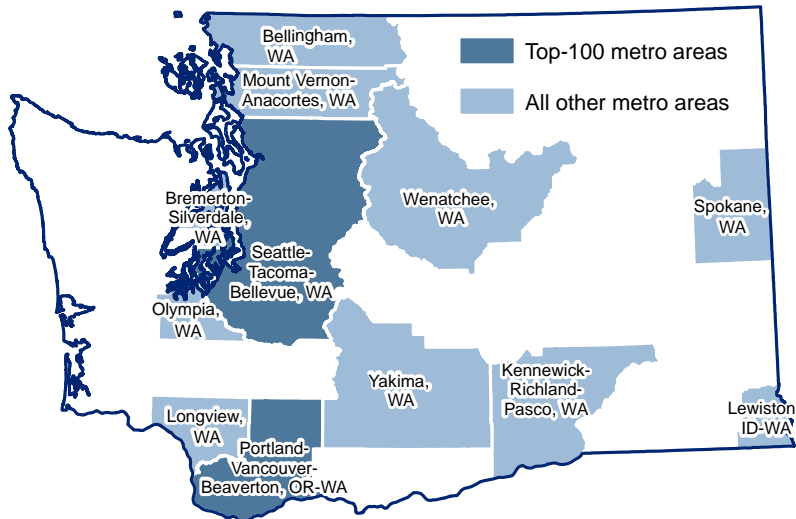 Bellingham,
WA
Top-100 metro areas
Mount Vernon-
Anacortes, WA
All other metro areas
Bremerton-
Silverdale,
WA
Wenatchee,
WA
Spokane,
WA
Seattle-
Tacoma-
Bellevue, WA
Olympia,
WA
Yakima,
WA
Kennewick-
Richland-
Pasco, WA
Longview,
WA
Lewiston
ID-WA
Portland-
Vancouver-
Beaverton, OR-WA